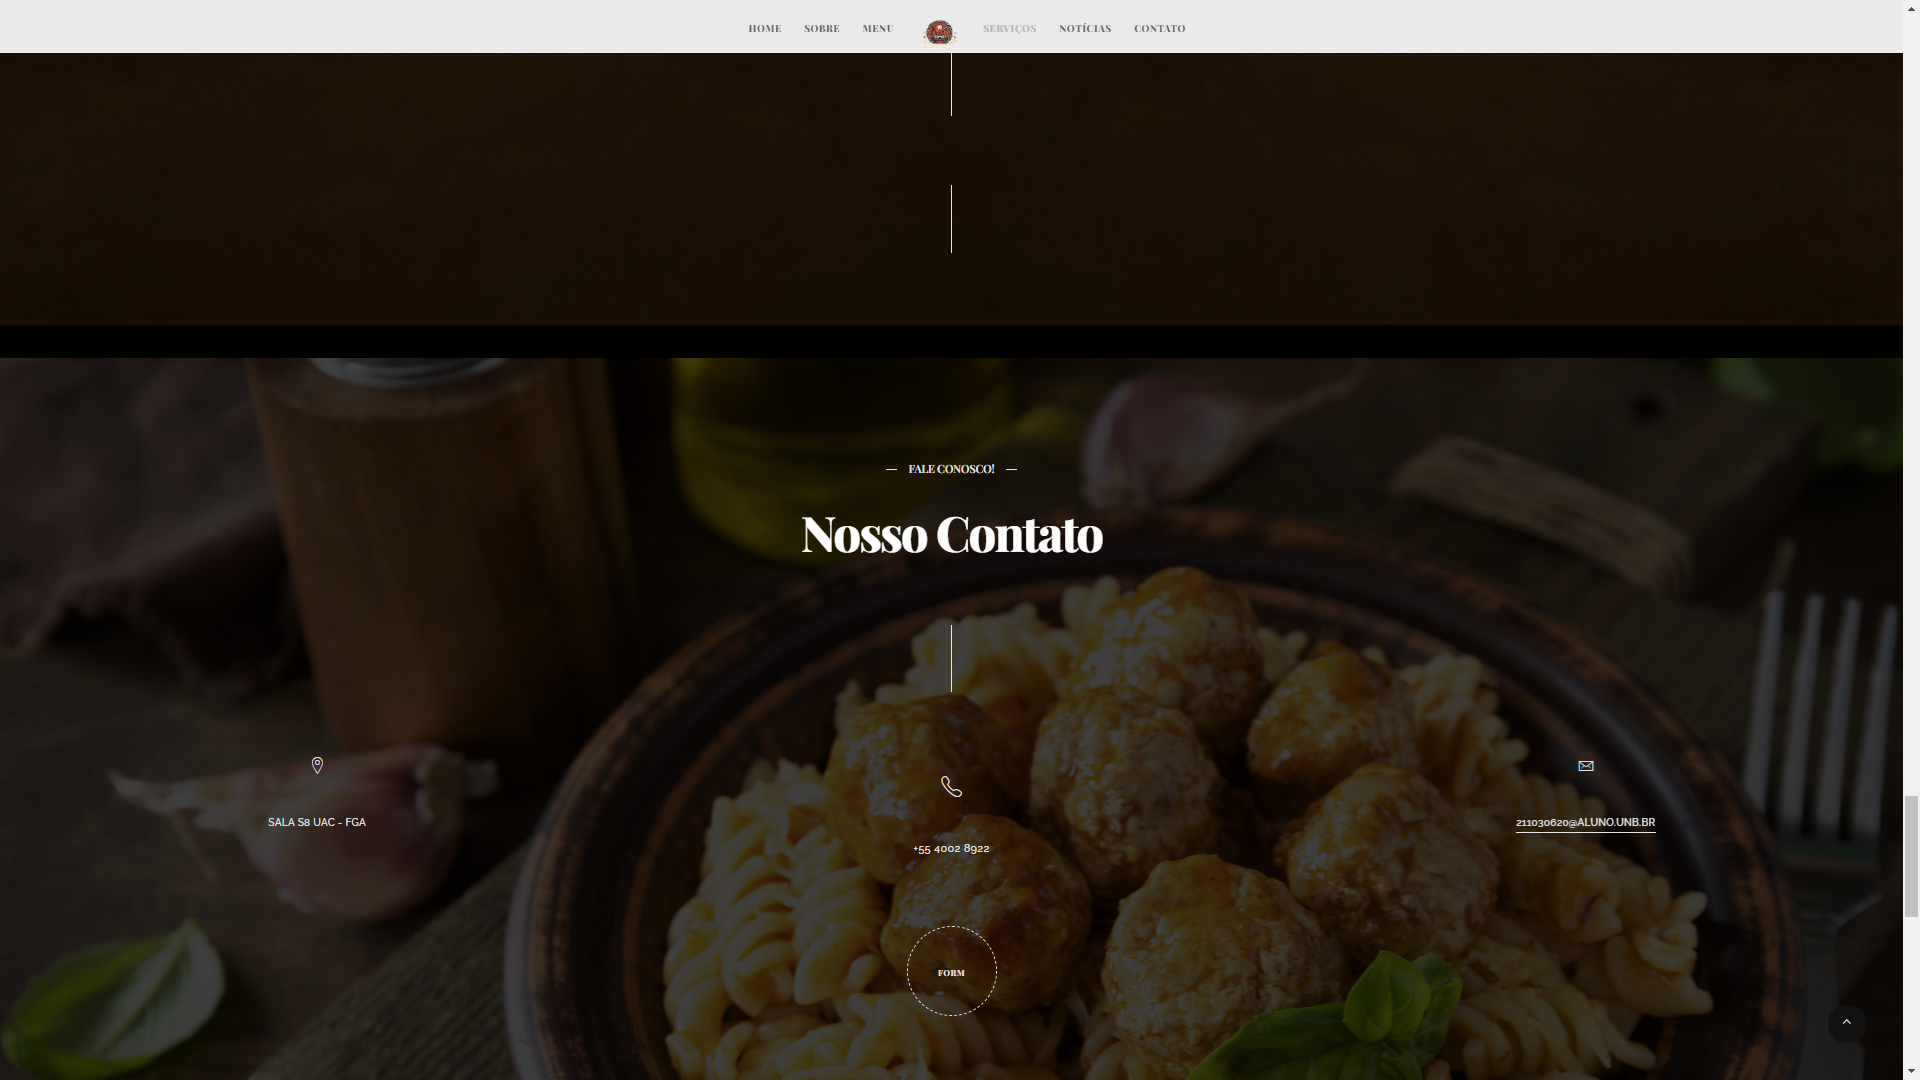 HOME SOBRE MENU SERVIÇOS NOTÍCIAS CONTATO
FALE CONOSCO!
Nosso Contato
SALA S8 UAC - FGA
+55 4002 8922
211030620@ALUNO.UNB.BR
FORM